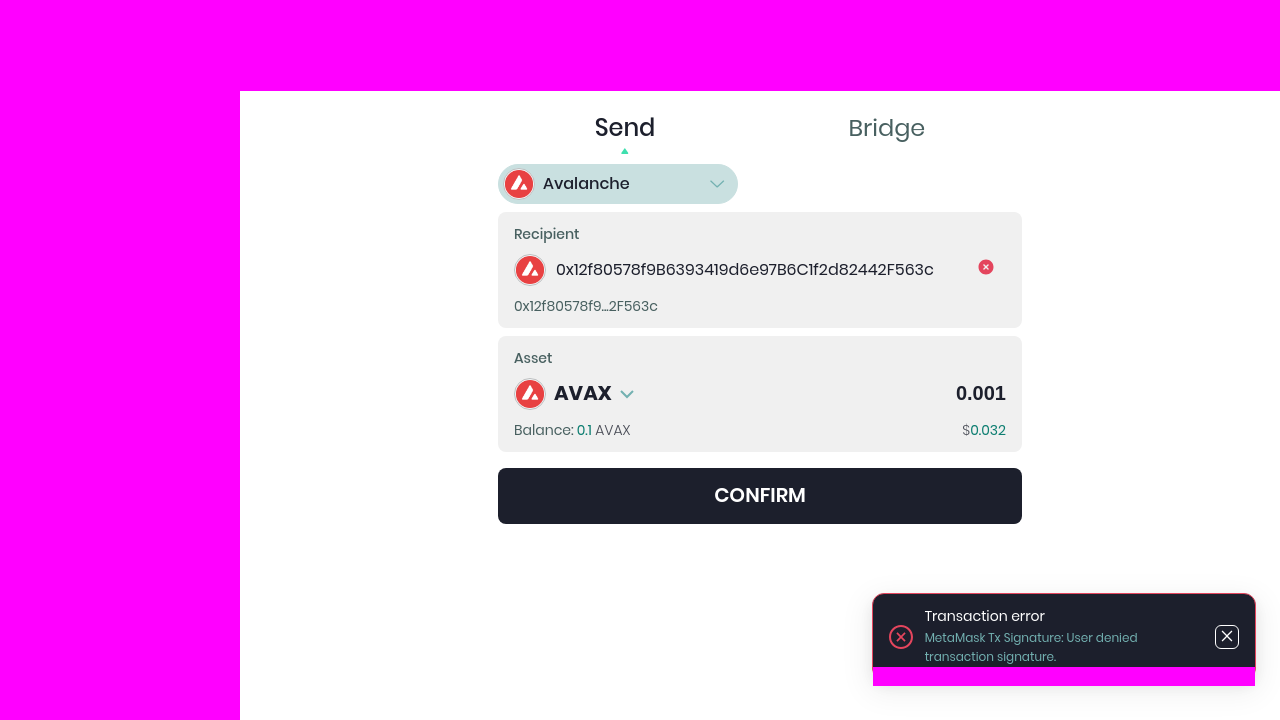 Send
Bridge
Avalanche
Recipient
0x12f80578f9B6393419d6e97B6C1f2d82442F563c
0x12f80578f9...2F563c
Asset
AVAX
0.001
Balance: 0.1 AVAX
$0.032
CONFIRM
Transaction error
MetaMask Tx Signature: User denied
transaction signature.